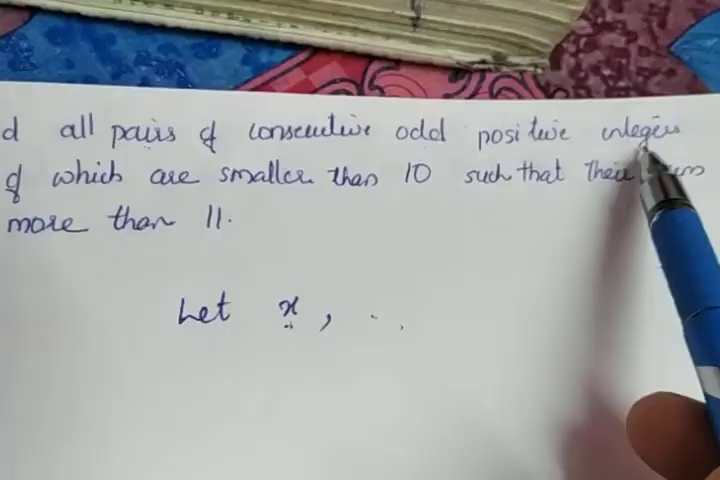 d all pairs of consecutive odd positive integers
of which are smaller than 10 such that their
more than 11.
Let x, ..